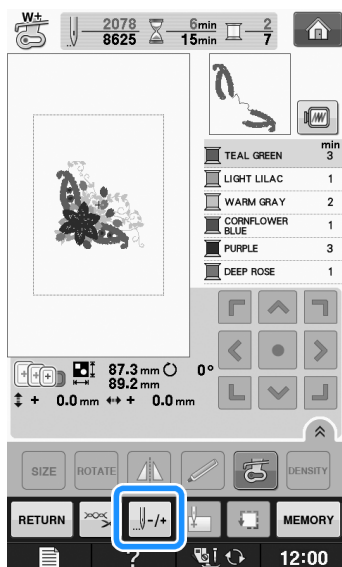 W±
2078 6min 2
8625 15min 7
min
TEAL GREEN 3
LIGHT LILAC 1
WARM GRAY 2
CORNFLOWER
BLUE 1
PURPLE 3
DEEP ROSE 1
87.3 mm 0°
89.2 mm
+ 0.0 mm + 0.0 mm
SIZE ROTATE DENSITY
RETURN -/+ MEMORY
? 12:00